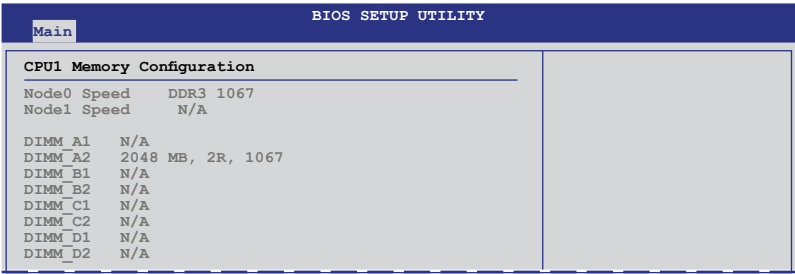 BIOS SETUP UTILITY
Main
CPU1 Memory Configuration
Node0 Speed DDR3 1067
Node1 Speed N/A
DIMM_A1 N/A
DIMM_A2 2048 MB, 2R, 1067
DIMM_B1 N/A
DIMM_B2 N/A
DIMM_C1 N/A
DIMM_C2 N/A
DIMM_D1 N/A
DIMM_D2 N/A